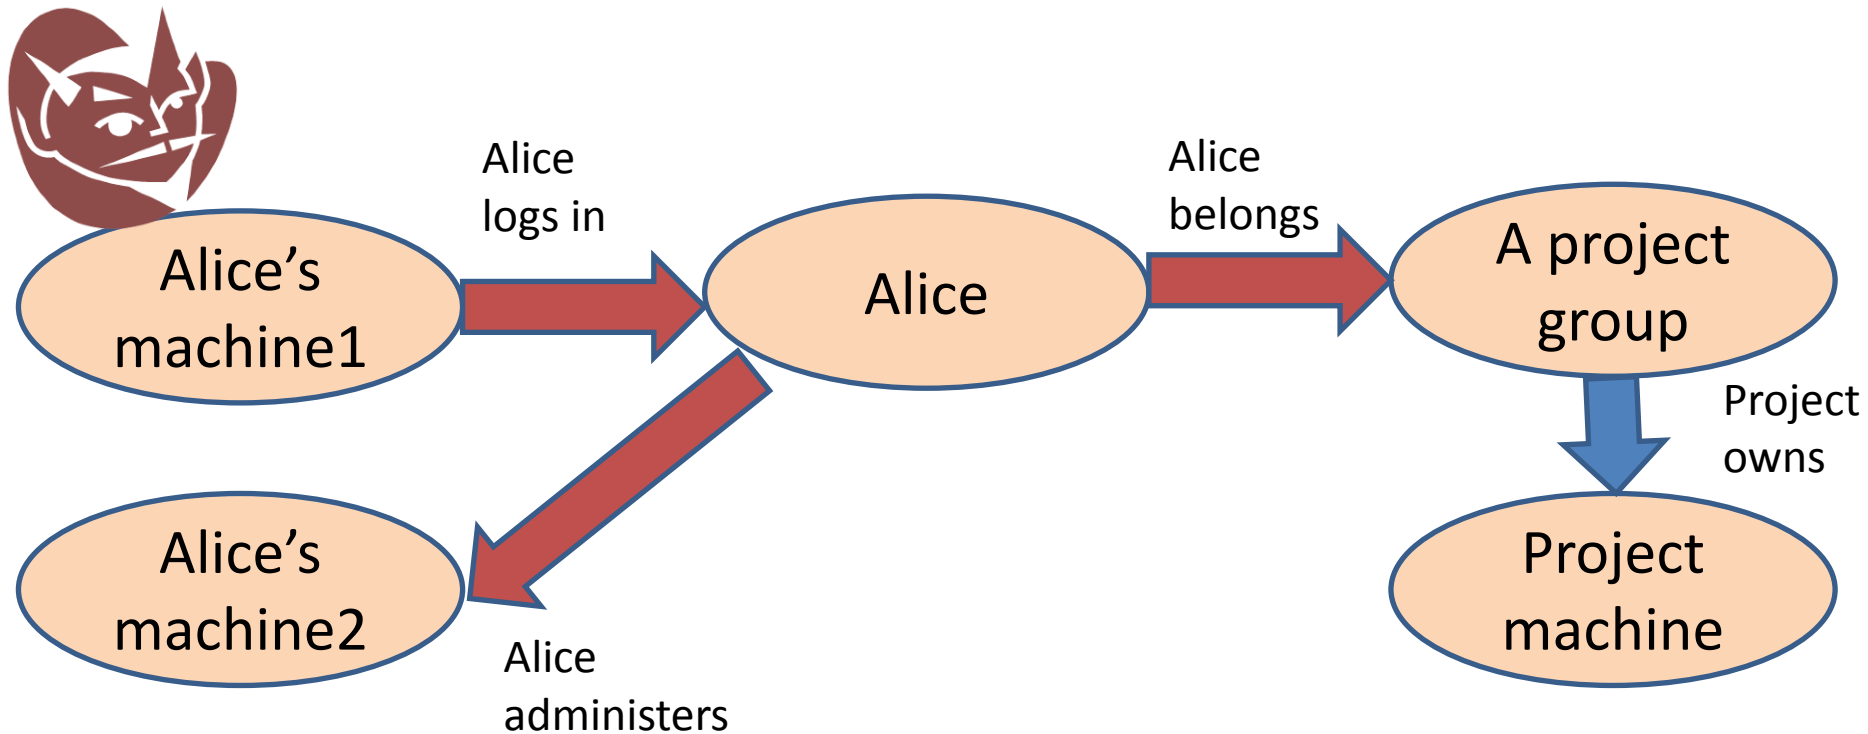 Alice
logs in
Alice
belongs
Alice’s
machine1
Alice
A project
group
Project
owns
Alice’s
machine2
Project
machine
Alice
administers